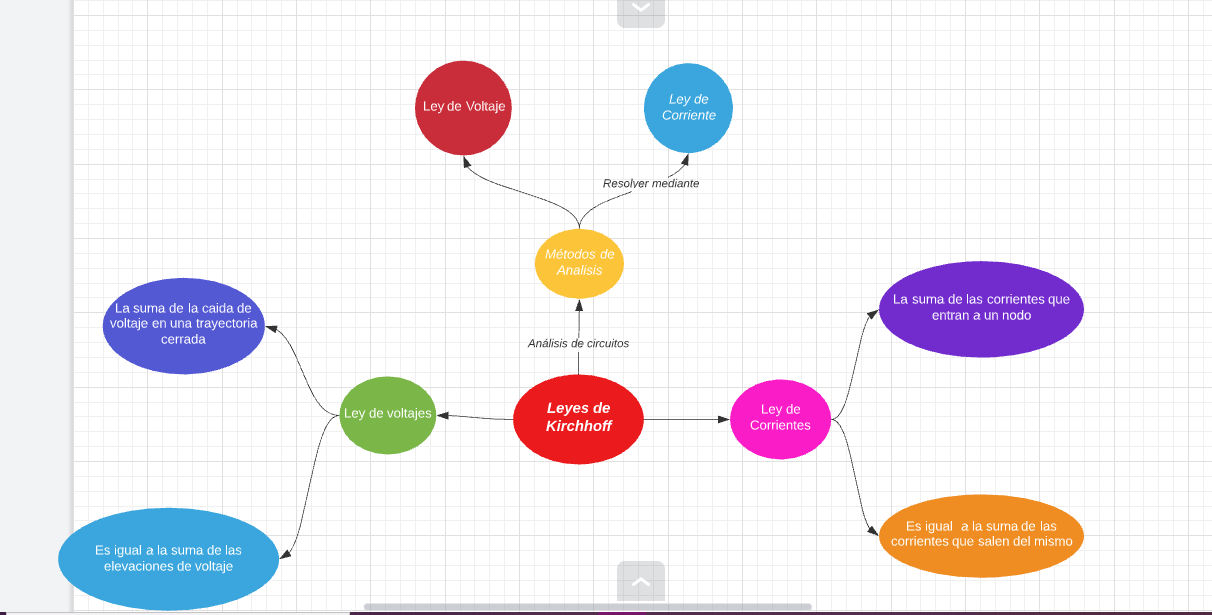 Ley de Voltaje
Ley de
Corriente
Resolver mediante
Métodos de
Analisis
La suma de la caida de
voltaje en una trayectoria
cerrada
La suma de las corrientes que
entran a un nodo
Análisis de circuitos
Ley de voltajes
Leyes de
Kirchhoff
Ley de
Corrientes
Es igual a la suma de las
elevaciones de voltaje
Es igual a la suma de las
corrientes que salen del mismo